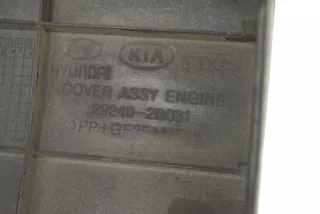 KIA
HYUNDAI
COVER ASSY ENGINE
29240-2B031